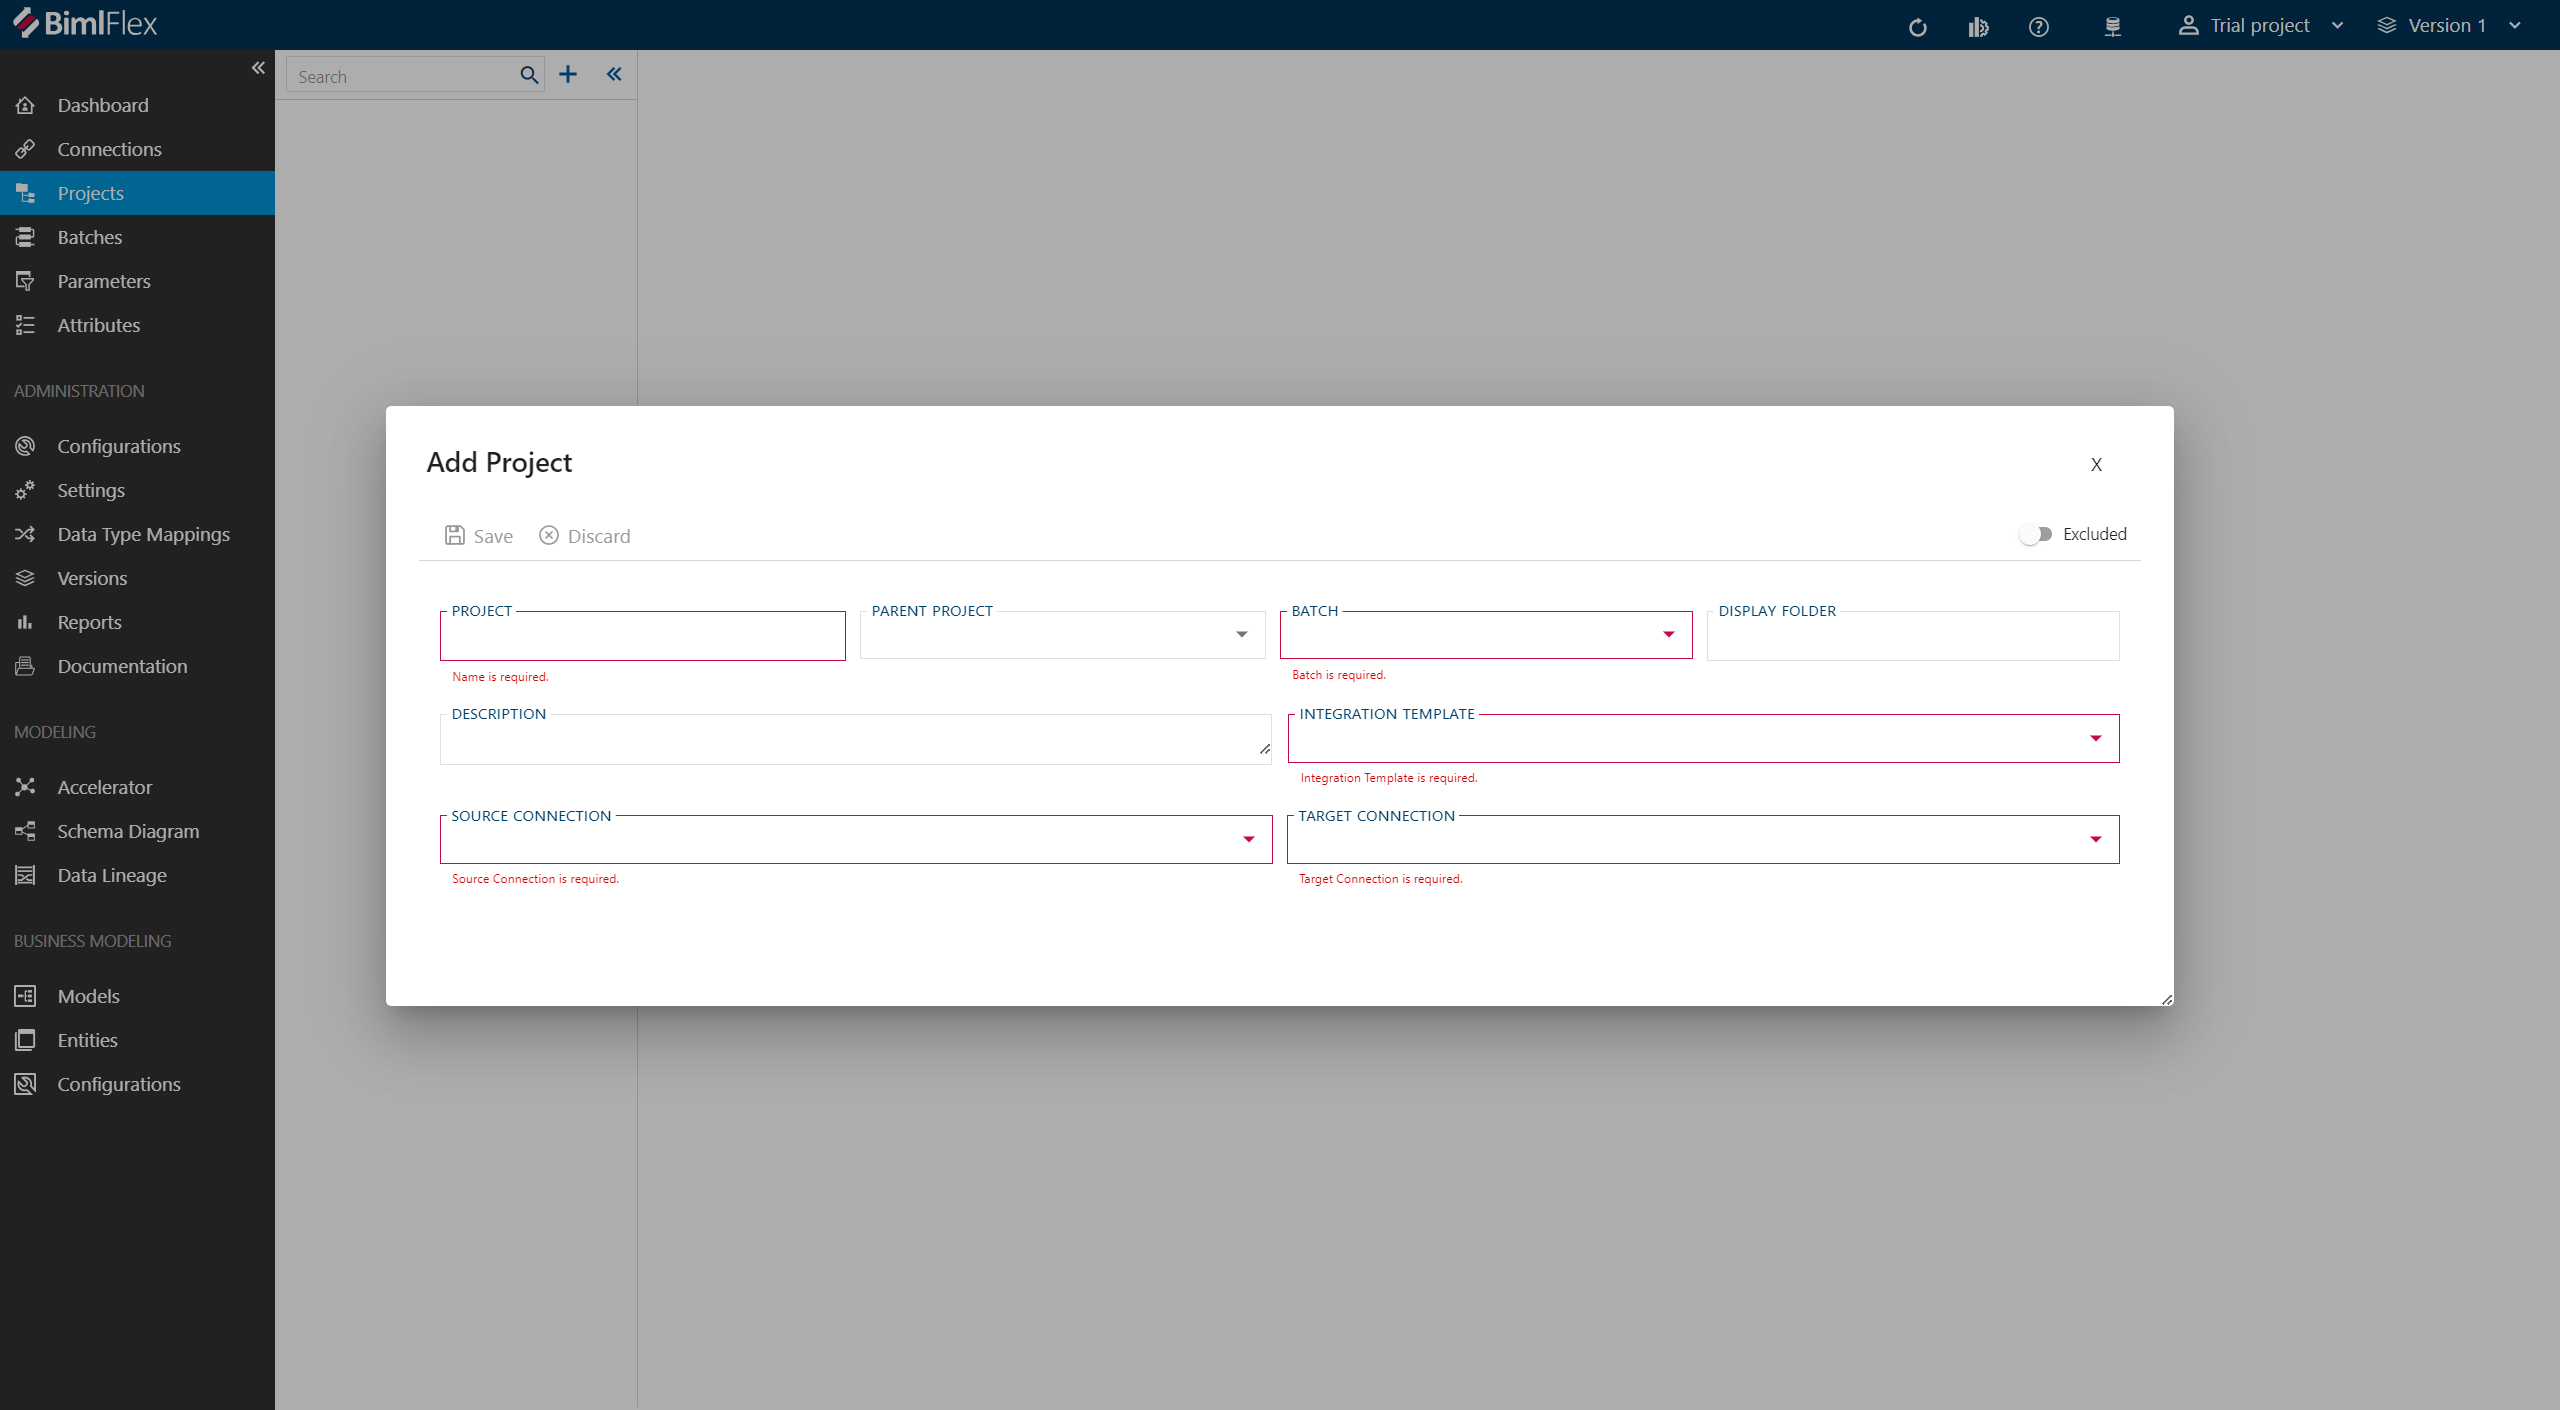 BimlFlex
Trial project
Version 1
Search
Dashboard
Connections
Projects
Batches
Parameters
Attributes
ADMINISTRATION
Configurations
Settings
Data Type Mappings
Versions
Reports
Documentation
MODELING
Accelerator
Schema Diagram
Data Lineage
BUSINESS MODELING
Models
Entities
Configurations
Add Project
X
Save
Discard
Excluded
PROJECT
PARENT PROJECT
BATCH
DISPLAY FOLDER
Name is required.
Batch is required.
DESCRIPTION
INTEGRATION TEMPLATE
Integration Template is required.
SOURCE CONNECTION
TARGET CONNECTION
Source Connection is required.
Target Connection is required.